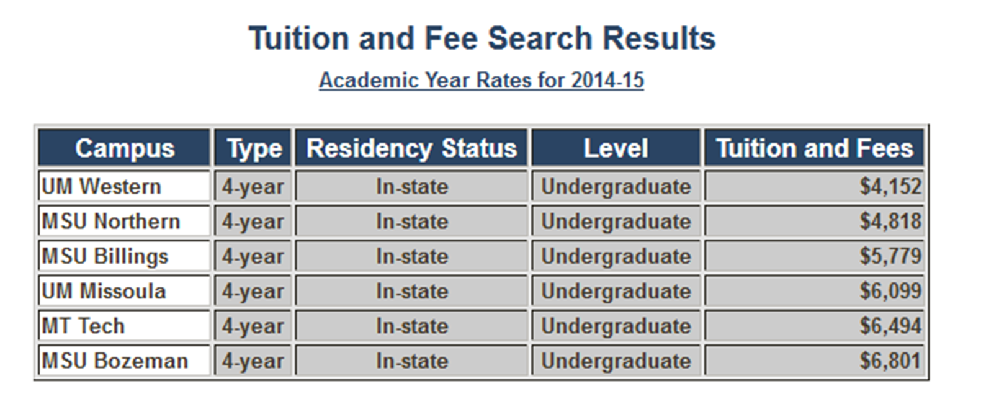 Tuition and Fee Search Results
Academic Year Rates for 2014-15
Campus Type Residency Status Level Tuition and Fees
UM Western 4-year In-state Undergraduate $4,152
MSU Northern 4-year In-state Undergraduate $4,818
MSU Billings 4-year In-state Undergraduate $5,779
UM Missoula 4-year In-state Undergraduate $6,099
MT Tech 4-year In-state Undergraduate $6,494
MSU Bozeman 4-year In-state Undergraduate $6,801